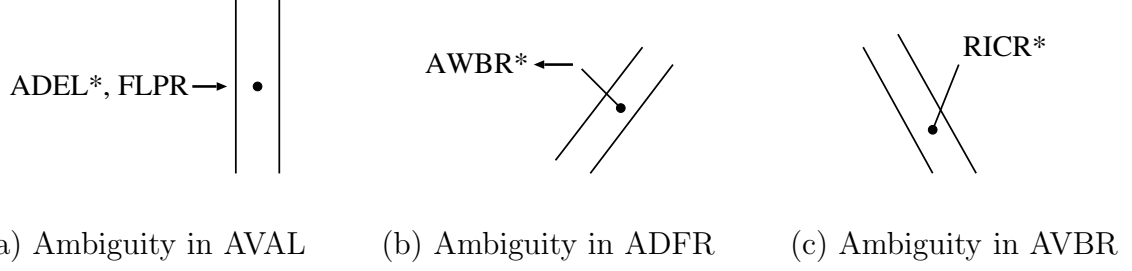 ADEL*, FLPR
AWBR*
RICR*
a) Ambiguity in AVAL
(b) Ambiguity in ADFR
(c) Ambiguity in AVBR